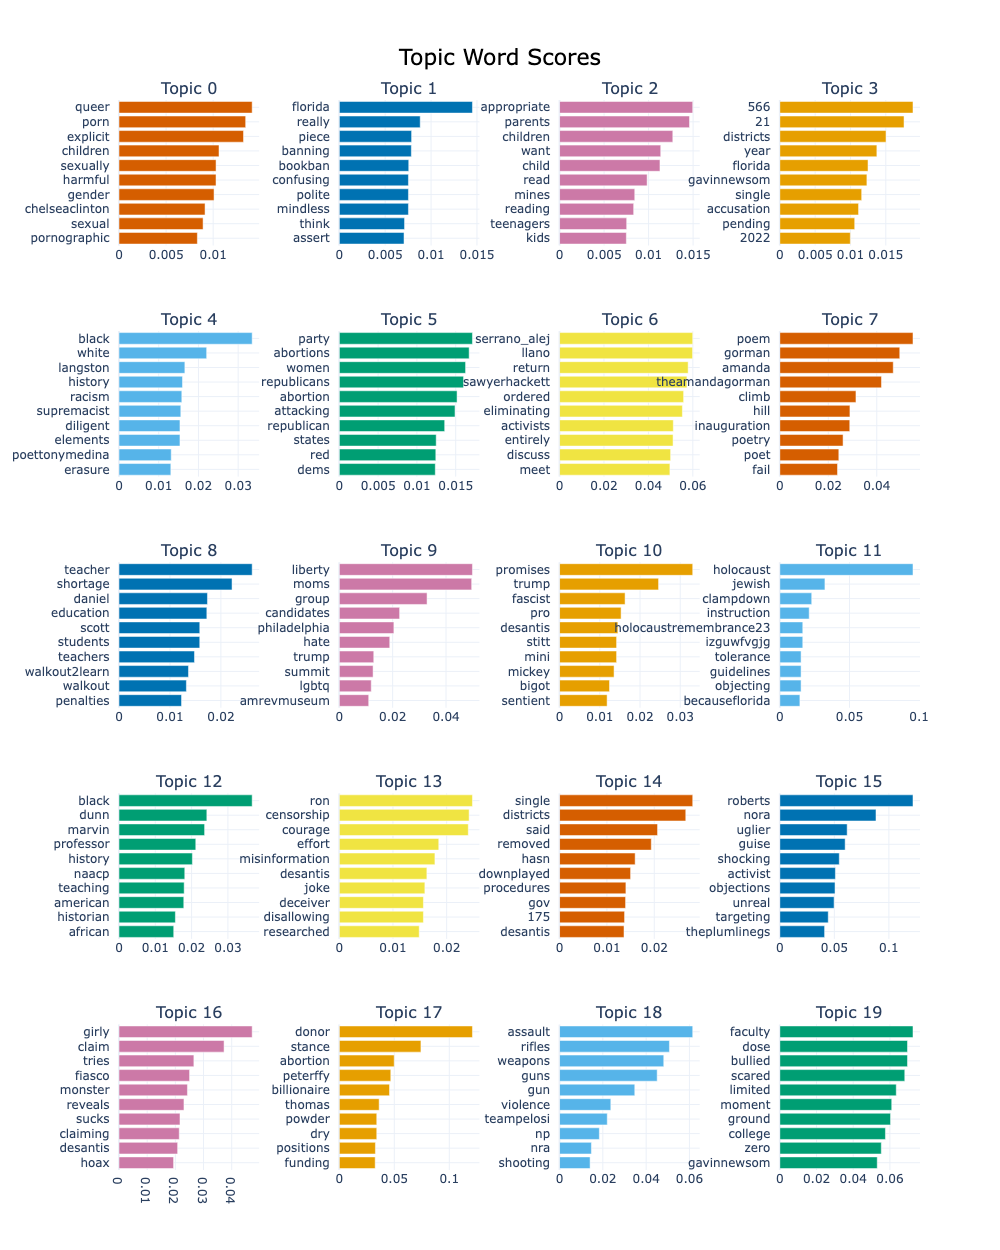 Topic Word Scores
Topic 0
queer
porn
explicit
children
sexually
harmful
gender
chelseaclinton
sexual
pornographic
0 0.005 0.01
Topic 1
florida
really
piece
banning
bookban
confusing
polite
mindless
think
assert
0 0.005 0.01 0.015
Topic 2
appropriate
parents
children
want
child
read
mines
reading
teenagers
kids
0 0.005 0.01 0.015
Topic 3
566
21
districts
year
florida
gavinnewsom
single
accusation
pending
2022
0 0.005 0.01 0.015
Topic 4
black
white
langston
history
racism
supremacist
diligent
elements
poettonymedina
erasure
0 0.01 0.02 0.03
Topic 5
party
abortions
women
republicans
abortion
attacking
republican
states
red
dems
0 0.005 0.01 0.015
Topic 6
serrano_alej
llano
return
sawyerhackett
ordered
eliminating
activists
entirely
discuss
meet
0 0.02 0.04 0.06
Topic 7
poem
gorman
amanda
theamandagorman
climb
hill
inauguration
poetry
poet
fail
0 0.02 0.04
Topic 8
teacher
shortage
daniel
education
scott
students
teachers
walkout2learn
walkout
penalties
0 0.01 0.02
Topic 9
liberty
moms
group
candidates
philadelphia
hate
trump
summit
lgbtq
amrevmuseum
0 0.02 0.04
Topic 10
promises
trump
fascist
pro
desantis
stitt
mini
mickey
bigot
sentient
0 0.01 0.02 0.03
Topic 11
holocaust
jewish
clampdown
instruction
holocaustremembrance23
izguwfvgjg
tolerance
guidelines
objecting
becauseflorida
0 0.05 0.1
Topic 12
black
dunn
marvin
professor
history
naacp
teaching
american
historian
african
0 0.01 0.02 0.03
Topic 13
ron
censorship
courage
effort
misinformation
desantis
joke
deceiver
disallowing
researched
0 0.01 0.02
Topic 14
single
districts
said
removed
hasn
downplayed
procedures
gov
175
desantis
0 0.01 0.02
Topic 15
roberts
nora
uglier
guise
shocking
activist
objections
unreal
targeting
theplumlinegs
0 0.05 0.1
Topic 16
girly
claim
tries
fiasco
monster
reveals
sucks
claiming
desantis
hoax
0 0.01 0.02 0.03 0.04
Topic 17
donor
stance
abortion
peterffy
billionaire
thomas
powder
dry
positions
funding
0 0.05 0.1
Topic 18
assault
rifles
weapons
guns
gun
violence
teampelosi
np
nra
shooting
0 0.02 0.04 0.06
Topic 19
faculty
dose
bullied
scared
limited
moment
ground
college
zero
gavinnewsom
0 0.02 0.04 0.06